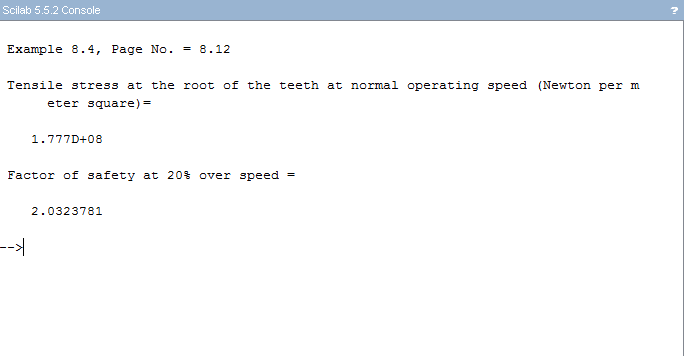 Scilab 5.5.2 Console
?
Example 8.4, Page No. = 8.12
Tensile stress at the root of the teeth at normal operating speed (Newton per m
eter square)=
1.777D+08
Factor of safety at 20% over speed =
2.0323781
-->